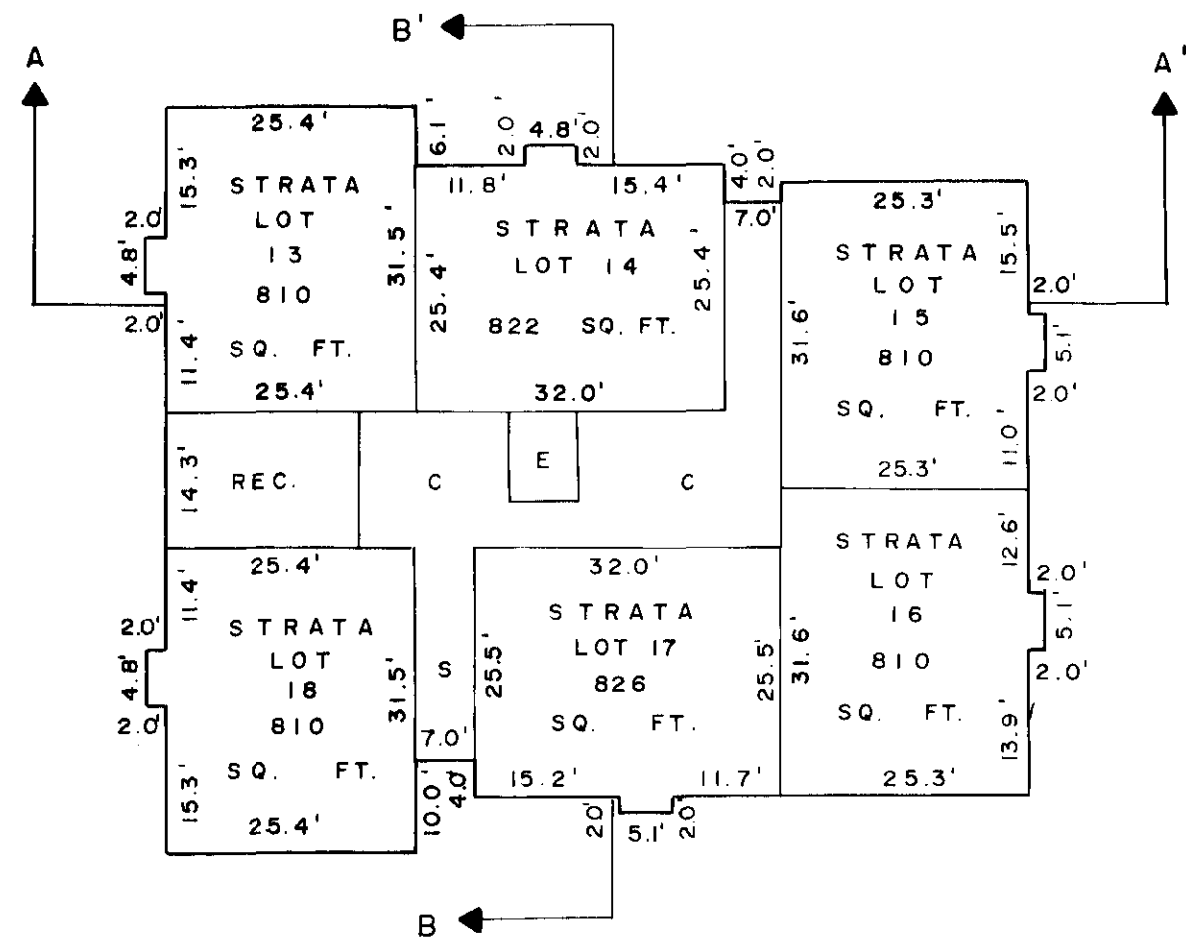 B'
A
A'
25.4'
6.1'
2.0'
4.8'
2.0'
15.3'
STRATA
LOT
13
810
SQ. FT.
2.0'
4.8'
2.0'
11.4'
31.5'
25.4'
11.8'
15.4'
STRATA
LOT 14
822 SQ. FT.
25.4'
25.4'
32.0'
4.0'
2.0'
7.0'
25.3'
STRATA
LOT
15
810
SQ. FT.
15.5'
2.0'
5.1'
2.0'
31.6'
11.0'
25.3'
14.3'
REC.
C
E
C
25.4'
11.4'
STRATA
LOT
18
810
SQ. FT.
2.0'
4.8'
2.0'
31.5'
15.3'
25.4'
S
7.0'
10.0'
4.0'
32.0'
STRATA
LOT 17
826
SQ. FT.
25.5'
25.5'
15.2'
11.7'
2.0'
5.1'
2.0'
STRATA
LOT
16
810
SQ. FT.
12.6'
2.0'
5.1'
2.0'
31.6'
13.9'
25.3'
B